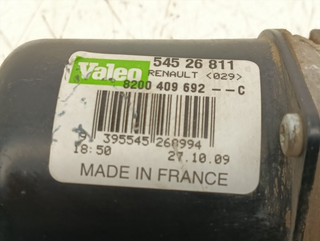 Valeo
545 26 811
RENAULT <029>
8200 409 692 -- C
9 395545 260994
18:50 27.10.09
MADE IN FRANCE